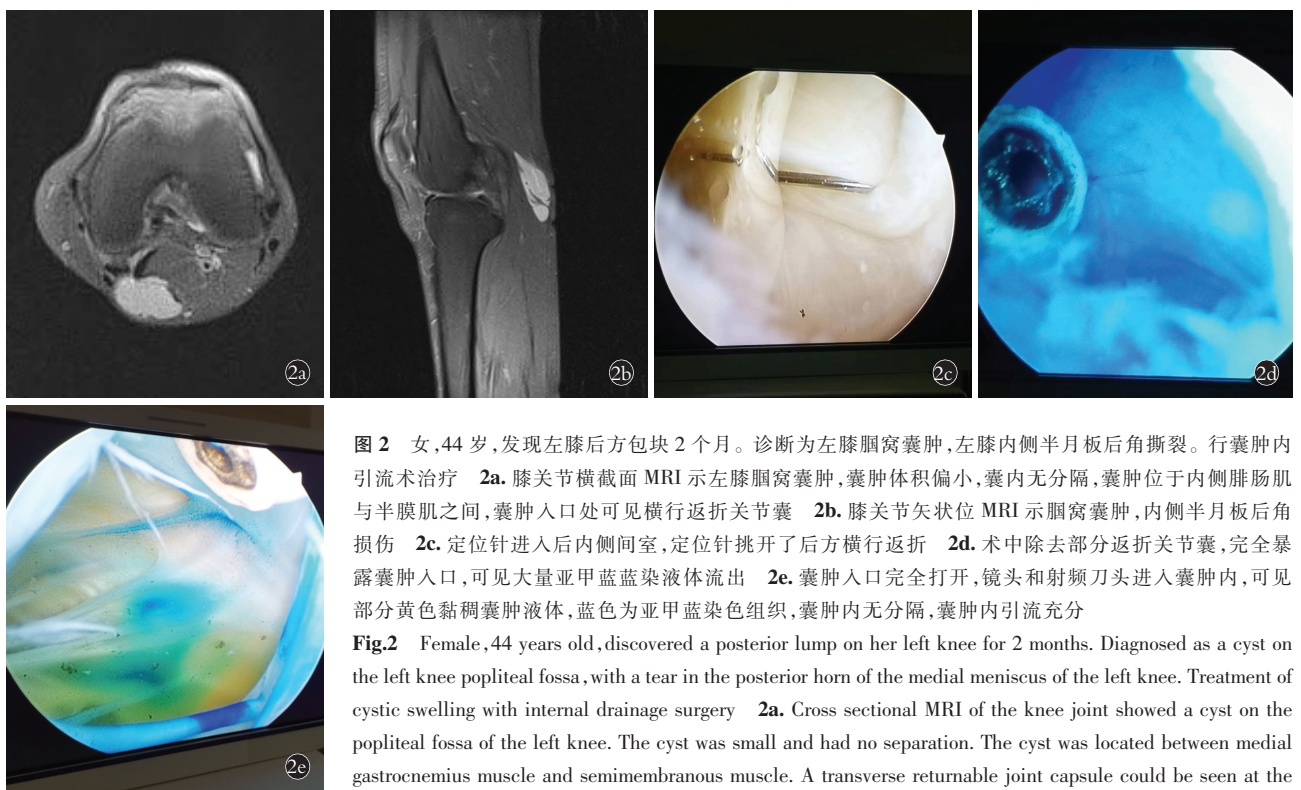 2a
2b
2c
2d
2e
图 2 女,44 岁,发现左膝后方包块 2 个月。诊断为左膝腘窝囊肿,左膝内侧半月板后角撕裂。行囊肿内
引流术治疗 2a. 膝关节横截面 MRI 示左膝腘窝囊肿,囊肿体积偏小,囊内无分隔,囊肿位于内侧腓肠肌
与半膜肌之间,囊肿入口处可见横行返折关节囊 2b. 膝关节矢状位 MRI 示腘窝囊肿,内侧半月板后角
损伤 2c. 定位针进入后内侧间室,定位针挑开了后方横行返折 2d. 术中除去部分返折关节囊,完全暴
露囊肿入口,可见大量亚甲蓝蓝染液体流出 2e. 囊肿入口完全打开,镜头和射频刀头进入囊肿内,可见
部分黄色黏稠囊肿液体,蓝色为亚甲蓝染色组织,囊肿内无分隔,囊肿内引流充分
Fig.2 Female,44 years old,discovered a posterior lump on her left knee for 2 months. Diagnosed as a cyst on
the left knee popliteal fossa,with a tear in the posterior horn of the medial meniscus of the left knee. Treatment of
cystic swelling with internal drainage surgery 2a. Cross sectional MRI of the knee joint showed a cyst on the
popliteal fossa of the left knee. The cyst was small and had no separation. The cyst was located between medial
gastrocnemius muscle and semimembranous muscle. A transverse returnable joint capsule could be seen at the